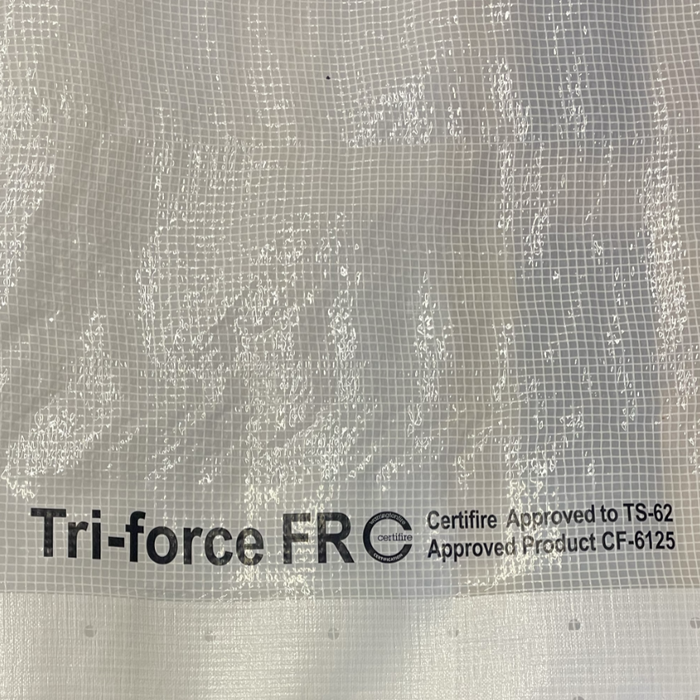 Tri-force FR
certifire
Certifire Approved to TS-62
Approved Product CF-6125